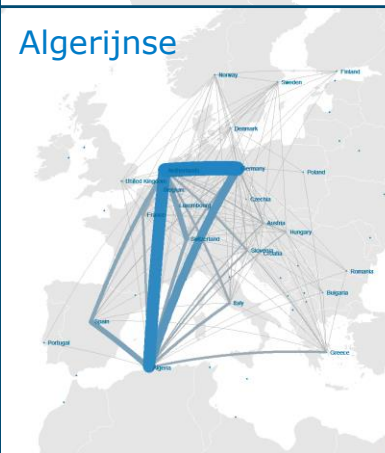 Algerijnse
Norway
Finland
Sweden
Denmark
Netherlands
Germany
United Kingdom
Poland
Belgium
Luxembourg
Czechia
France
Austria
Hungary
Switzerland
Slovenia
Croatia
Romania
Bulgaria
Italy
Spain
Portugal
Greece
Algeria